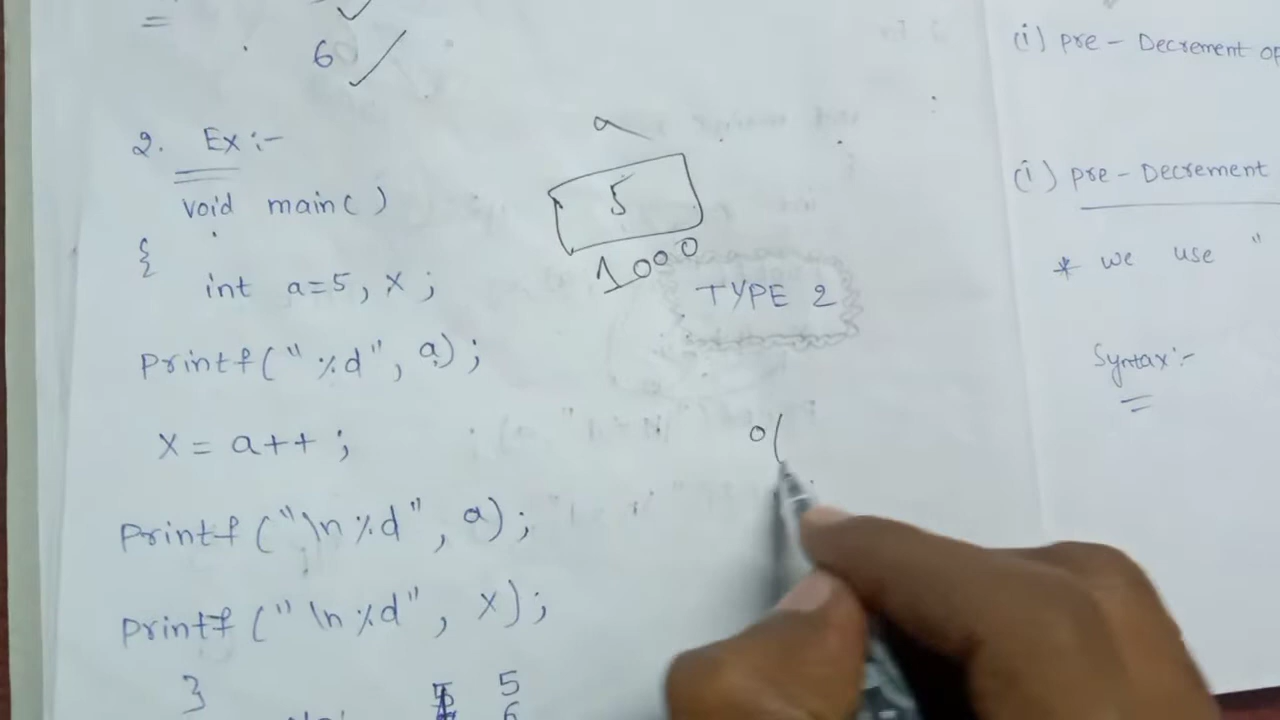 =
6
2. Ex:-
void main()
{
int a=5, x;
printf("%d", a);
x = a++;
printf("\n%d", a);
printf("\n%d", x);
}
5
6
a
5
1000
TYPE 2
o/
(i) Pre-Decrement op
(i) Pre-Decrement
* we use "
Syntax:-